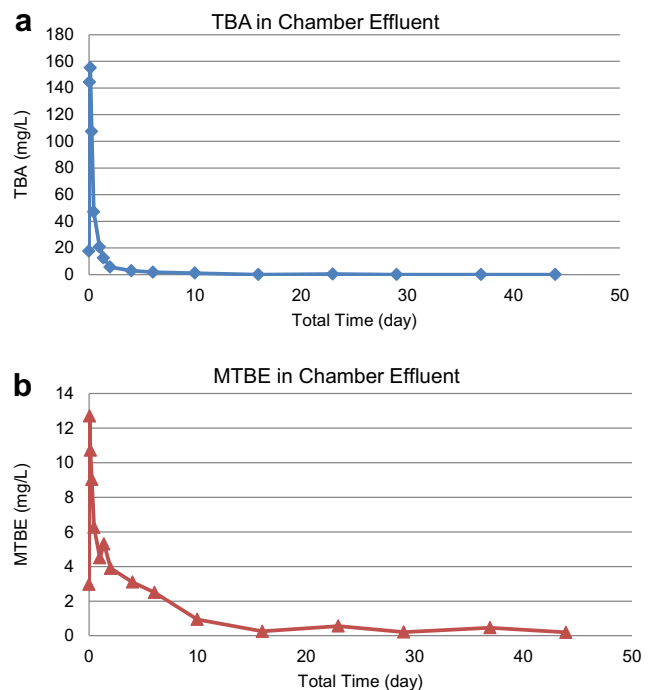 a
TBA in Chamber Effluent
180
160
140
120
100
80
60
40
20
0
TBA (mg/L)
0 10 20 30 40 50
Total Time (day)
b
MTBE in Chamber Effluent
14
12
10
8
6
4
2
0
MTBE (mg/L)
0 10 20 30 40 50
Total Time (day)